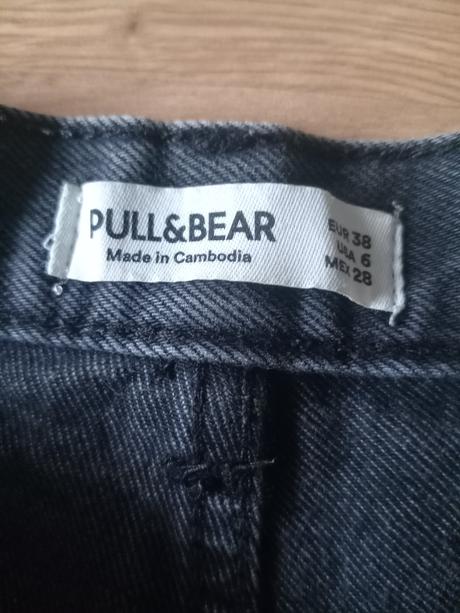 PULL&BEAR
Made in Cambodia
EUR 38
USA 6
MEX 28